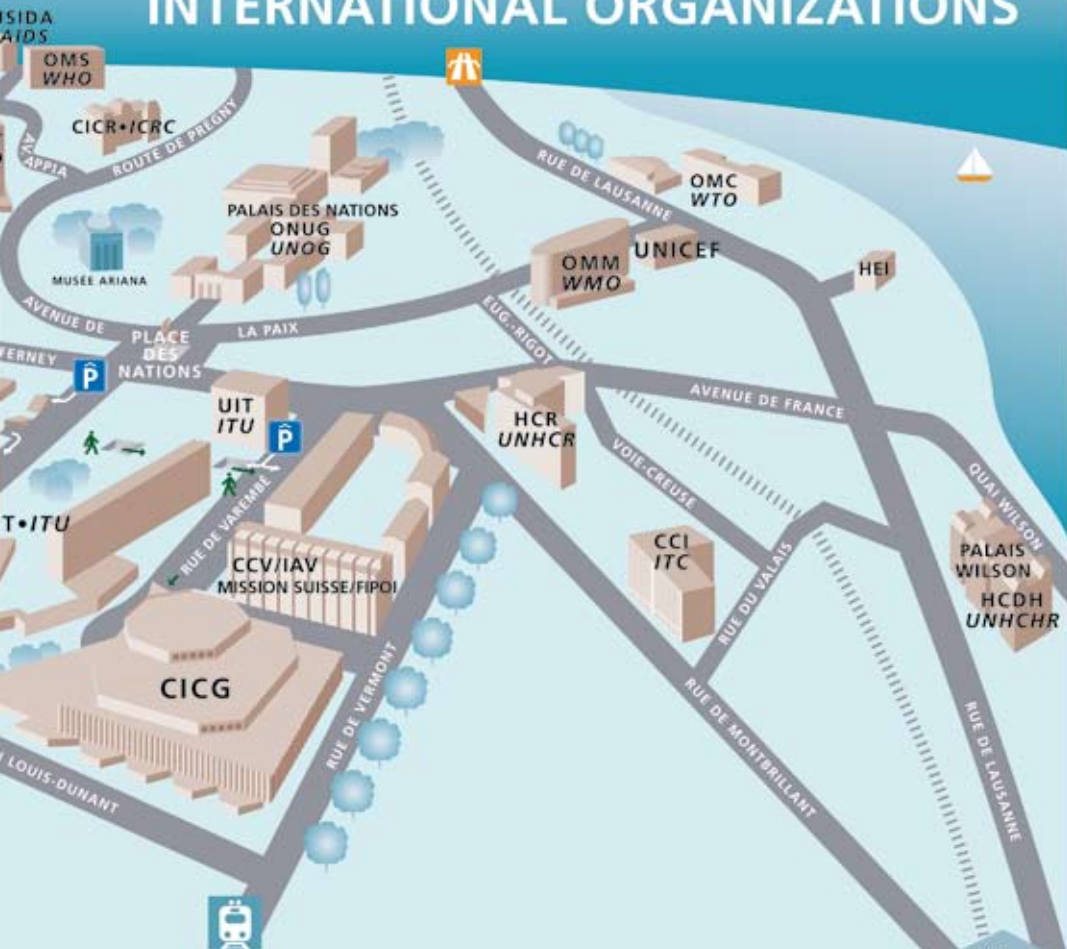 INTERNATIONAL ORGANIZATIONS
USIDA
AIDS
OMS
WHO
CICR•ICRC
AV. APPIA
ROUTE DE PREGNY
PALAIS DES NATIONS
ONUG
UNOG
MUSÉE ARIANA
RUE DE LAUSANNE
OMC
WTO
UNICEF
OMM
WMO
HEI
AVENUE DE
LA PAIX
PLACE
DES
NATIONS
FERNEY
P
EUG.-RIGOT
UIT
ITU
P
HCR
UNHCR
AVENUE DE FRANCE
VOIE-CREUSE
QUAI WILSON
T•ITU
RUE DE VAREMBÉ
CCV/IAV
MISSION SUISSE/FIPOI
CCI
ITC
RUE DU VALAIS
PALAIS
WILSON
HCDH
UNHCHR
CICG
RUE DE VERMONT
RUE DE MONTBRILLANT
RUE DE LAUSANNE
LOUIS-DUNANT